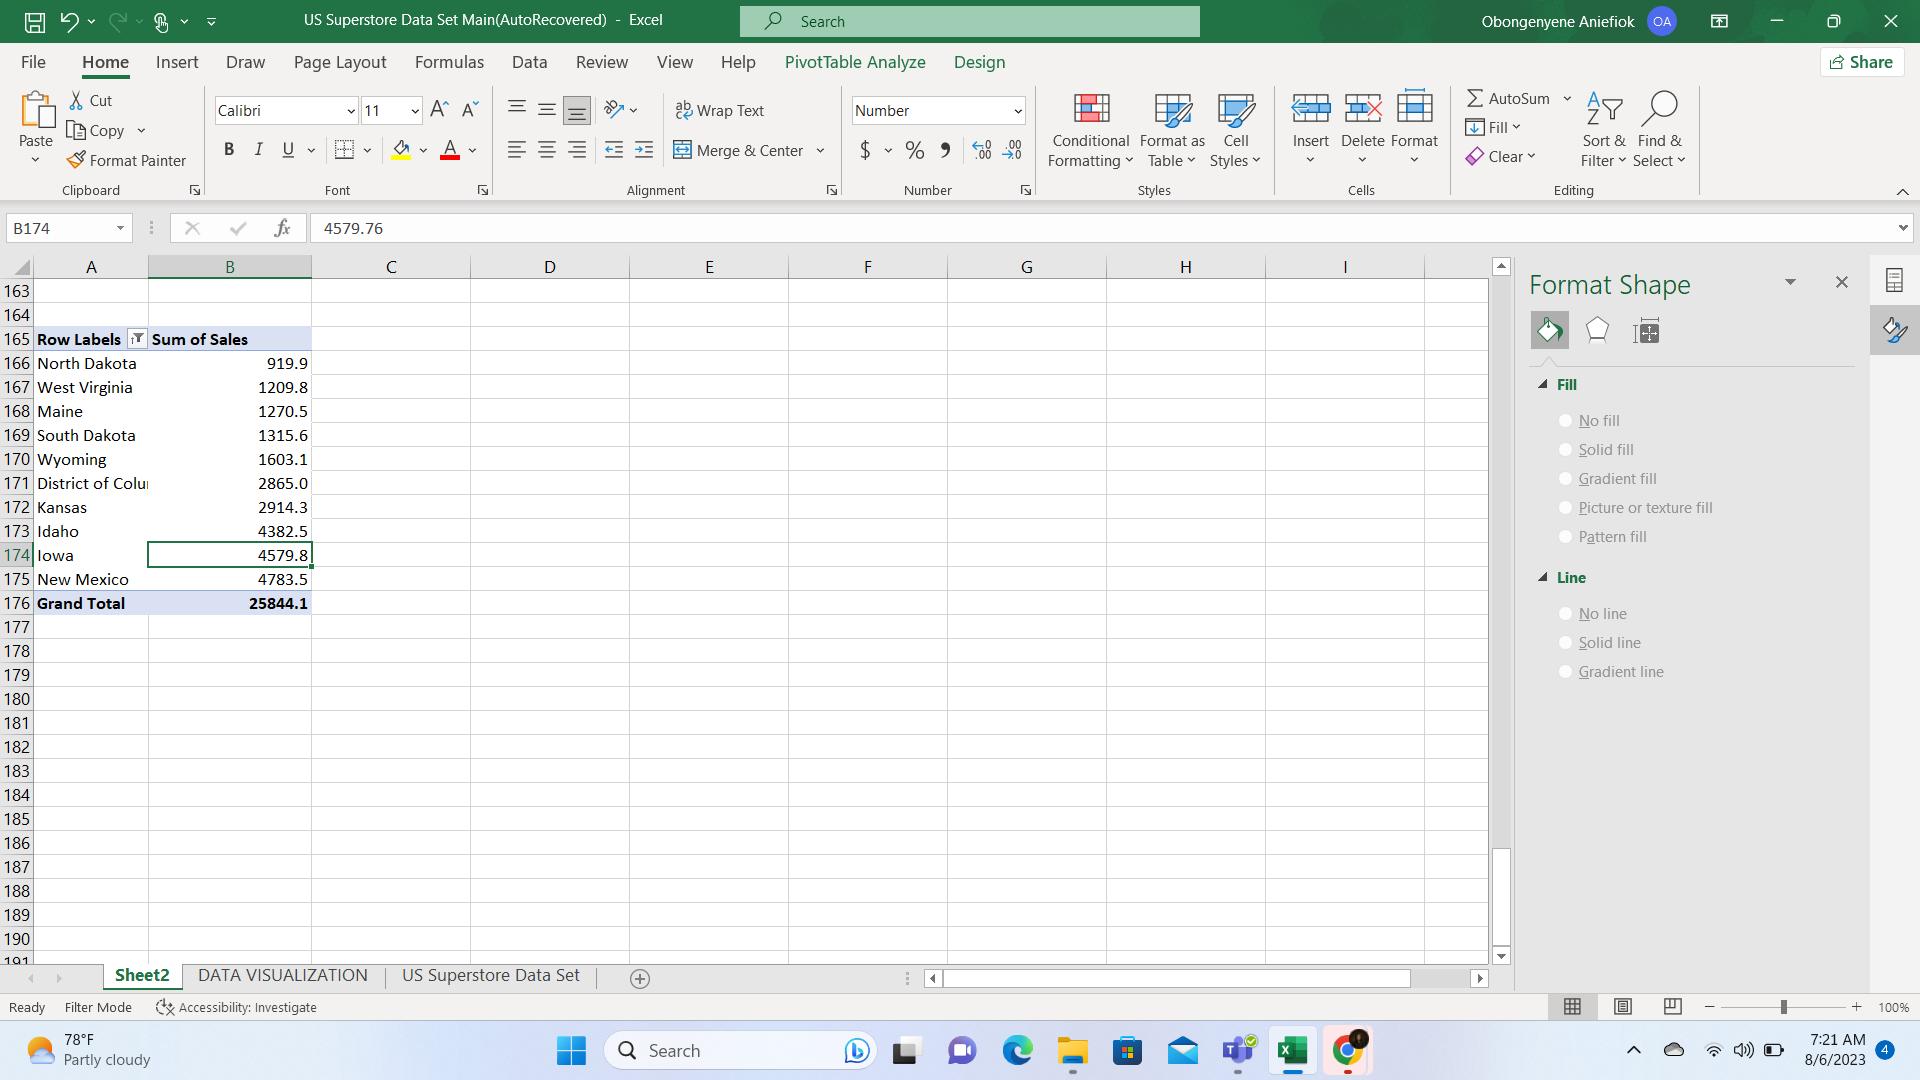 US Superstore Data Set Main(AutoRecovered) - Excel
Search
Obongenyene Aniefiok
OA
File Home Insert Draw Page Layout Formulas Data Review View Help PivotTable Analyze Design
Share
Paste
Cut
Copy
Format Painter
Clipboard
Calibri 11
B I U
Font
Wrap Text
Merge & Center
Alignment
Number
$ % 9
Number
Conditional Formatting
Format as Table
Cell Styles
Styles
Insert Delete Format
Cells
AutoSum
Fill
Clear
Sort & Filter
Find & Select
Editing
B174
fx
4579.76
A B C D E F G H I
163
164
165 Row Labels Sum of Sales
166 North Dakota 919.9
167 West Virginia 1209.8
168 Maine 1270.5
169 South Dakota 1315.6
170 Wyoming 1603.1
171 District of Colu 2865.0
172 Kansas 2914.3
173 Idaho 4382.5
174 Iowa 4579.8
175 New Mexico 4783.5
176 Grand Total 25844.1
177
178
179
180
181
182
183
184
185
186
187
188
189
190
191
Format Shape
Fill
No fill
Solid fill
Gradient fill
Picture or texture fill
Pattern fill
Line
No line
Solid line
Gradient line
Sheet2 DATA VISUALIZATION US Superstore Data Set
Ready Filter Mode Accessibility: Investigate
100%
78°F
Partly cloudy
Search
7:21 AM
8/6/2023
4